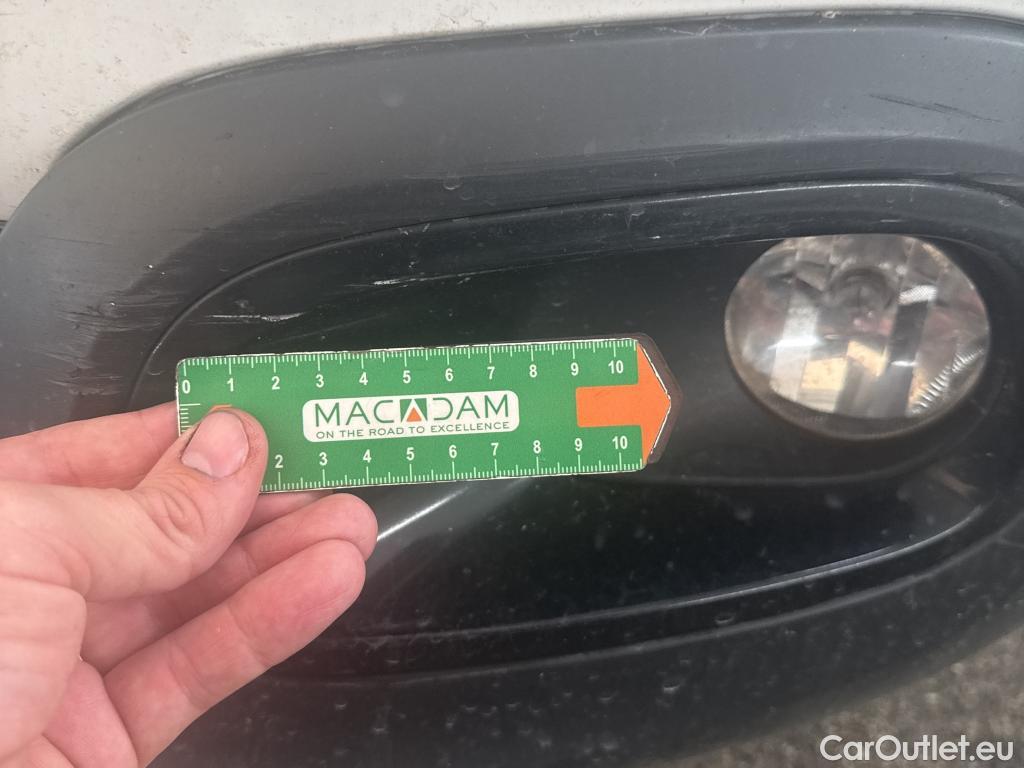 0 1 2 3 4 5 6 7 8 9 10
MACADAM
ON THE ROAD TO EXCELLENCE
2 3 4 5 6 7 8 9 10
CarOutlet.eu